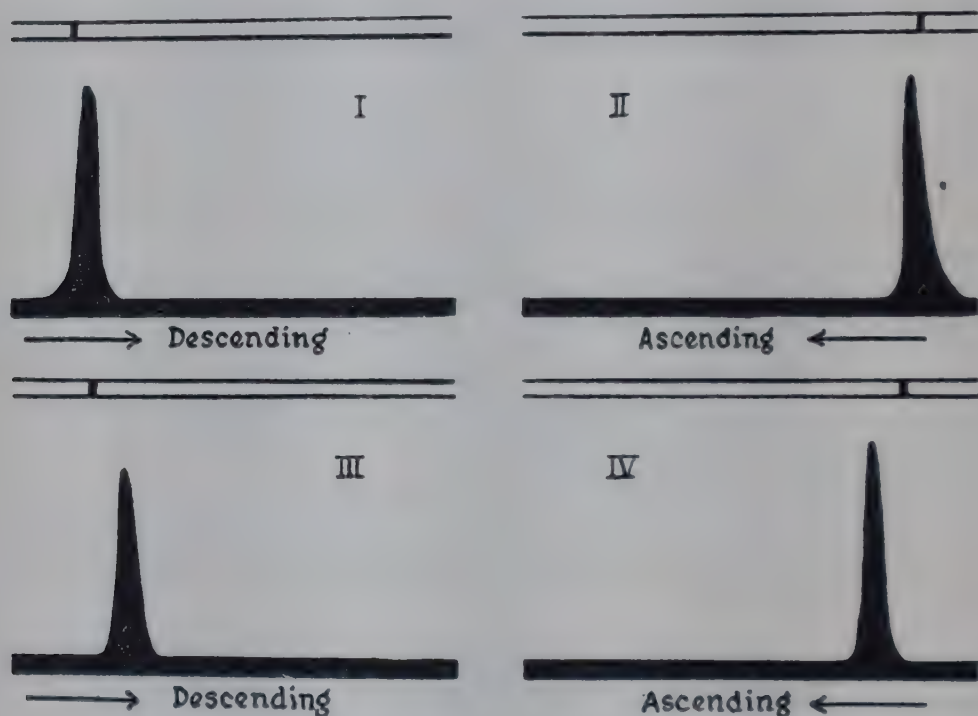 I
II
→ Descending
Ascending ←
III
IV
→ Descending
Ascending ←